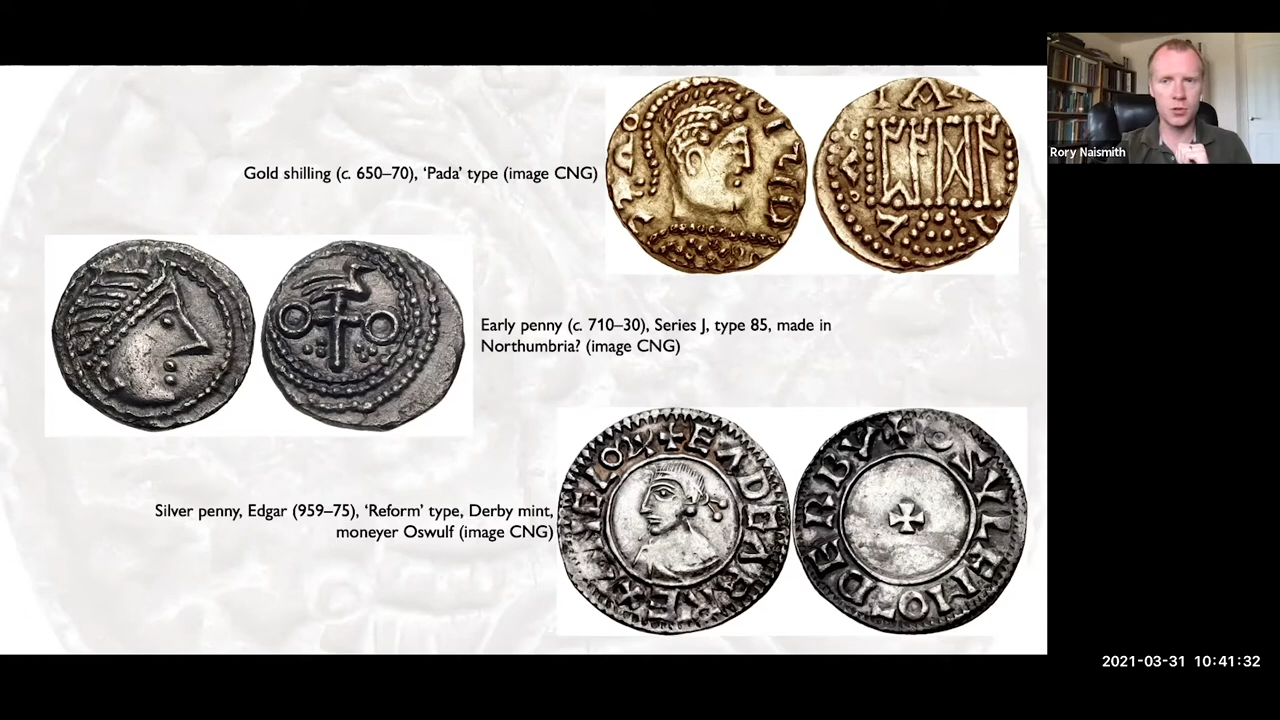 Gold shilling (c. 650–70), ‘Pada’ type (image CNG)
Rory Naismith
Early penny (c. 710–30), Series J, type 85, made in
Northumbria? (image CNG)
Silver penny, Edgar (959–75), ‘Reform’ type, Derby mint,
moneyer Oswulf (image CNG)
2021-03-31 10:41:32